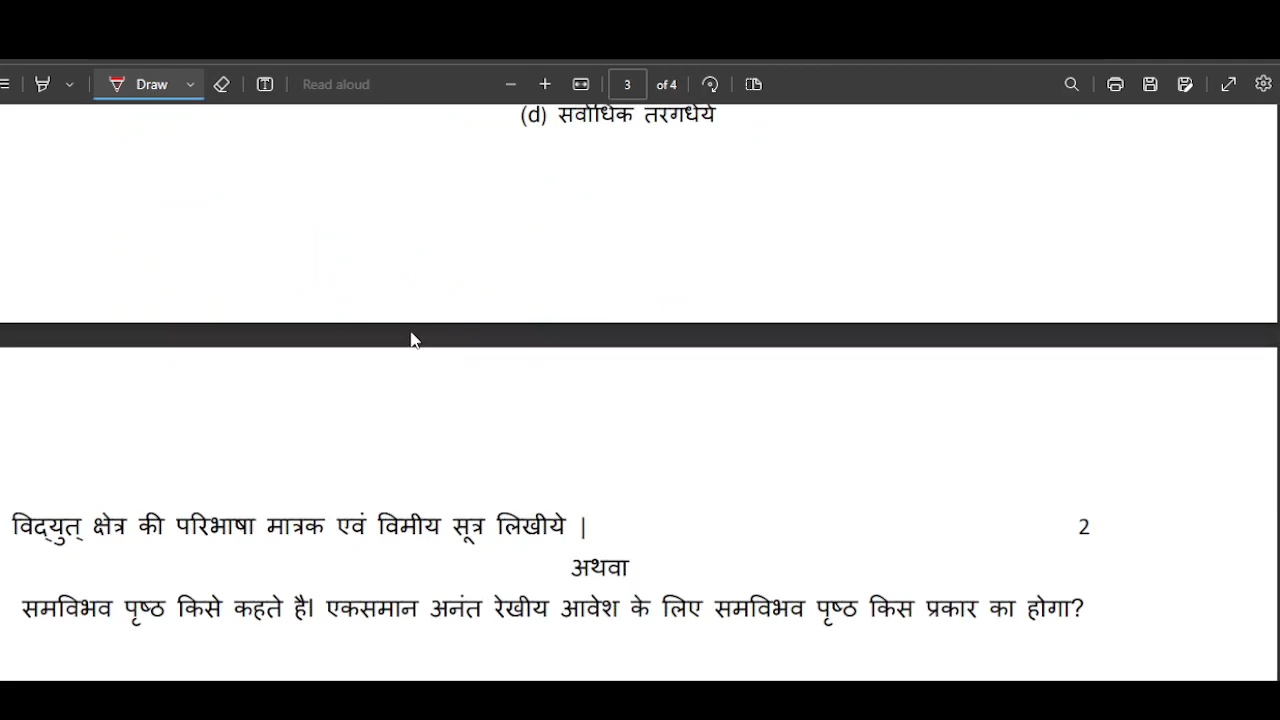 Draw
Read aloud
3 of 4
(d) सर्वाधिक तरंगधैर्ये
विद्युत् क्षेत्र की परिभाषा मात्रक एवं विमीय सूत्र लिखीये | 2
अथवा
समविभव पृष्ठ किसे कहते है। एकसमान अनंत रेखीय आवेश के लिए समविभव पृष्ठ किस प्रकार का होगा?